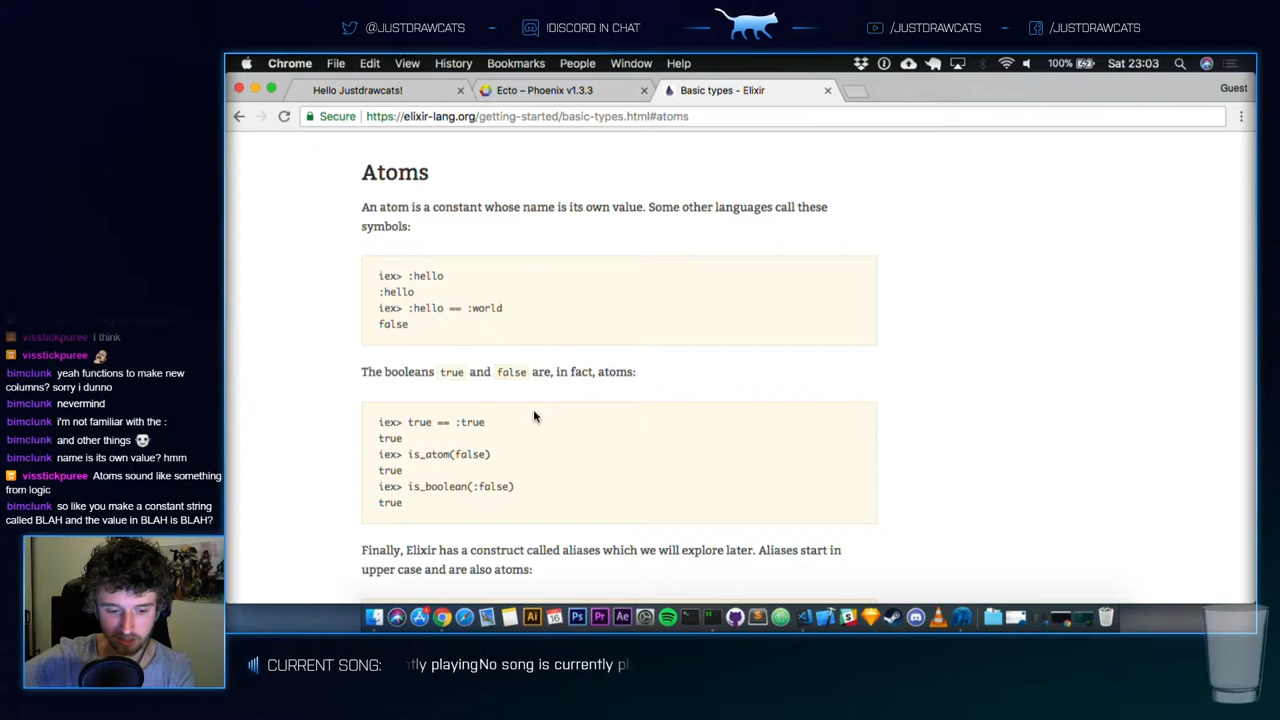 @JUSTDRAWCATS
!DISCORD IN CHAT
/JUSTDRAWCATS
/JUSTDRAWCATS
Chrome File Edit View History Bookmarks People Window Help
100% Sat 23:03
Hello Justdrawcats!
Ecto – Phoenix v1.3.3
Basic types - Elixir
Guest
Secure https://elixir-lang.org/getting-started/basic-types.html#atoms
Atoms
An atom is a constant whose name is its own value. Some other languages call these
symbols:
iex> :hello
:hello
iex> :hello == :world
false
The booleans true and false are, in fact, atoms:
iex> true == :true
true
iex> is_atom(false)
true
iex> is_boolean(:false)
true
Finally, Elixir has a construct called aliases which we will explore later. Aliases start in
upper case and are also atoms:
visstickpuree I think
visstickpuree
bimclunk yeah functions to make new
columns? sorry i dunno
bimclunk nevermind
bimclunk i'm not familiar with the :
bimclunk and other things
bimclunk name is its own value? hmm
visstickpuree Atoms sound like something
from logic
bimclunk so like you make a constant string
called BLAH and the value in BLAH is BLAH?
Ai
16
Ps
Pr
Ae
CURRENT SONG:
ntly playingNo song is currently pl